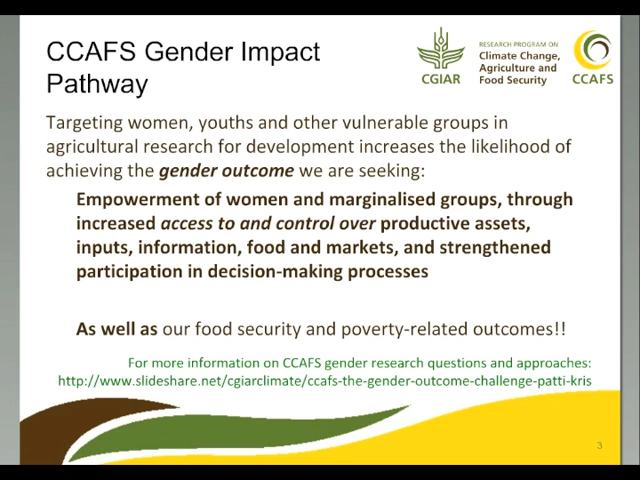 CCAFS Gender Impact
Pathway
CGIAR
RESEARCH PROGRAM ON
Climate Change,
Agriculture and
Food Security
CCAFS
Targeting women, youths and other vulnerable groups in
agricultural research for development increases the likelihood of
achieving the gender outcome we are seeking:
Empowerment of women and marginalised groups, through
increased access to and control over productive assets,
inputs, information, food and markets, and strengthened
participation in decision-making processes
As well as our food security and poverty-related outcomes!!
For more information on CCAFS gender research questions and approaches:
http://www.slideshare.net/cgiarclimate/ccafs-the-gender-outcome-challenge-patti-kris
3